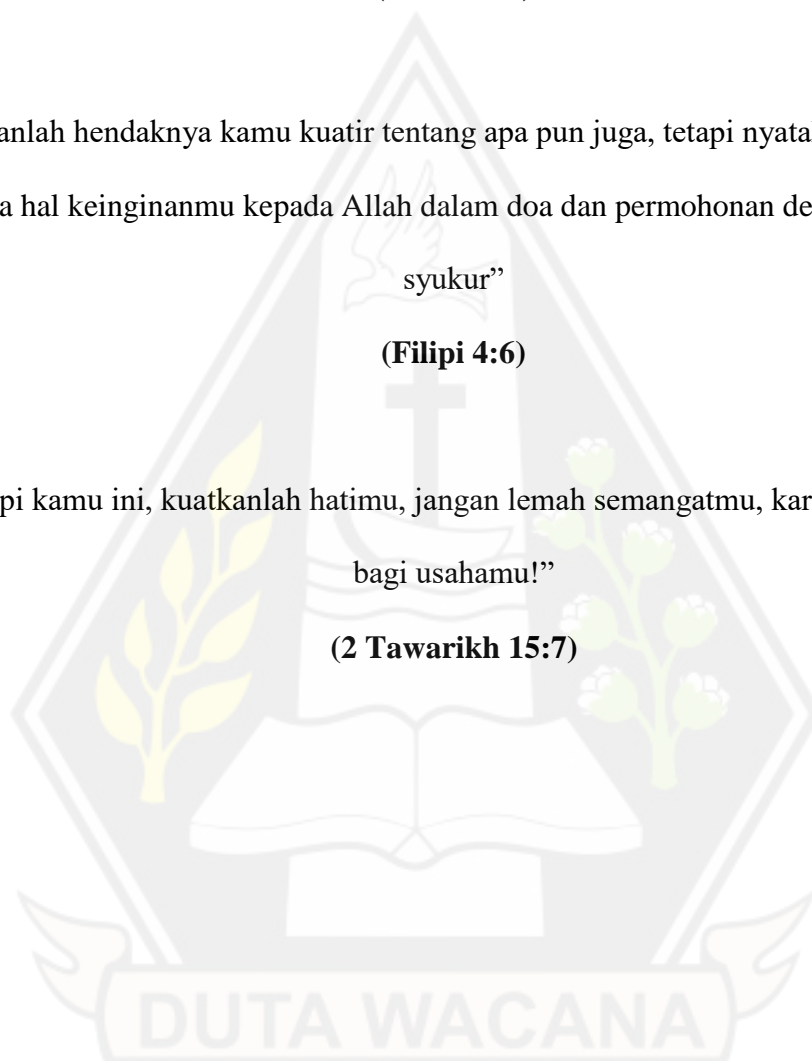 anlah hendaknya kamu kuatir tentang apa pun juga, tetapi nyata
a hal keinginanmu kepada Allah dalam doa dan permohonan de
syukur”
(Filipi 4:6)
pi kamu ini, kuatkanlah hatimu, jangan lemah semangatmu, kar
bagi usahamu!”
(2 Tawarikh 15:7)
DUTA WACANA